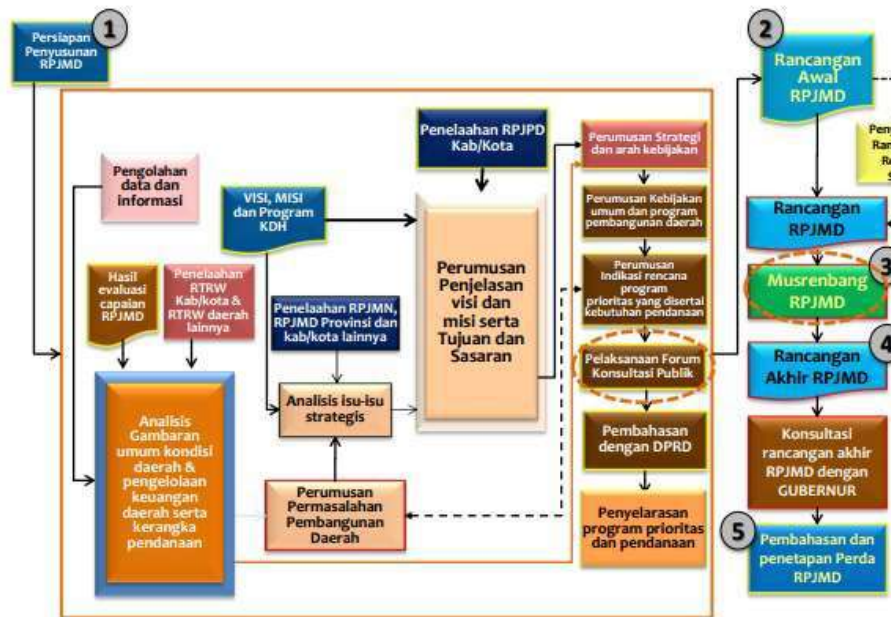 1
Persiapan
Penyusunan
RPJMD
Pengolahan
data dan
informasi
Hasil
evaluasi
capaian
RPJMD
Penelaahan
RTRW
Kab/kota &
RTRW daerah
lainnya
VISI, MISI
dan Program
KDH
Penelaahan RPJPD
Kab/Kota
Penelaahan RPJMN,
RPJMD Provinsi dan
kab/kota lainnya
Analisis isu-isu
strategis
Perumusan
Permasalahan
Pembangunan
Daerah
Analisis
Gambaran
umum kondisi
daerah &
pengelolaan
keuangan
daerah serta
kerangka
pendanaan
Perumusan
Penjelasan
visi dan
misi serta
Tujuan dan
Sasaran
Perumusan Strategi
dan arah kebijakan
Perumusan Kebijakan
umum dan program
pembangunan daerah
Perumusan
Indikasi rencana
program
prioritas yang disertai
kebutuhan pendanaan
Pelaksanaan Forum
Konsultasi Publik
Pembahasan
dengan DPRD
Penyelarasan
program prioritas
dan pendanaan
2
Rancangan
Awal
RPJMD
Rancangan
RPJMD
3
Musrenbang
RPJMD
4
Rancangan
Akhir RPJMD
Konsultasi
rancangan akhir
RPJMD dengan
GUBERNUR
5
Pembahasan dan
penetapan Perda
RPJMD